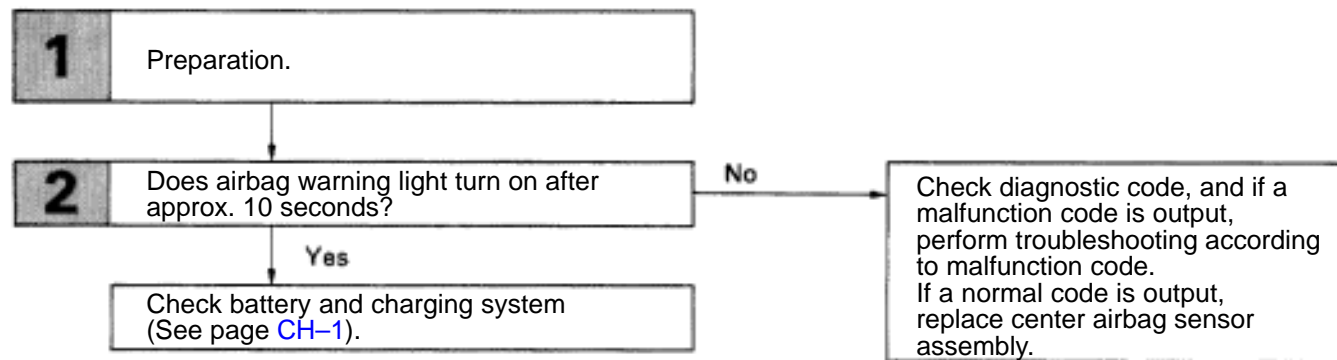 1
Preparation.
2
Does airbag warning light turn on after
approx. 10 seconds?
No
Yes
Check diagnostic code, and if a
malfunction code is output,
perform troubleshooting according
to malfunction code.
If a normal code is output,
replace center airbag sensor
assembly.
Check battery and charging system
(See page CH–1).